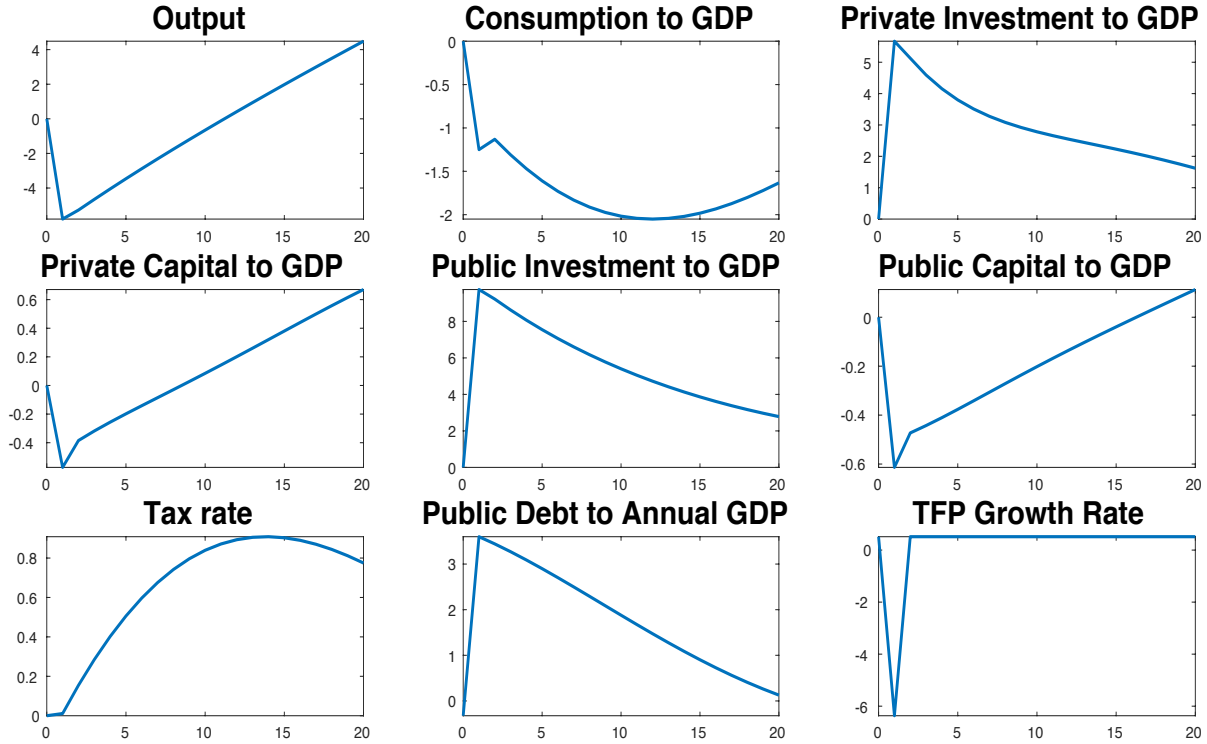 Output
4
2
0
-2
-4
0 5 10 15 20
Consumption to GDP
0
-0.5
-1
-1.5
-2
0 5 10 15 20
Private Investment to GDP
5
4
3
2
1
0
0 5 10 15 20
Private Capital to GDP
0.6
0.4
0.2
0
-0.2
-0.4
0 5 10 15 20
Public Investment to GDP
8
6
4
2
0
0 5 10 15 20
Public Capital to GDP
0
-0.2
-0.4
-0.6
0 5 10 15 20
Tax rate
0.8
0.6
0.4
0.2
0
0 5 10 15 20
Public Debt to Annual GDP
3
2
1
0
0 5 10 15 20
TFP Growth Rate
0
-2
-4
-6
0 5 10 15 20